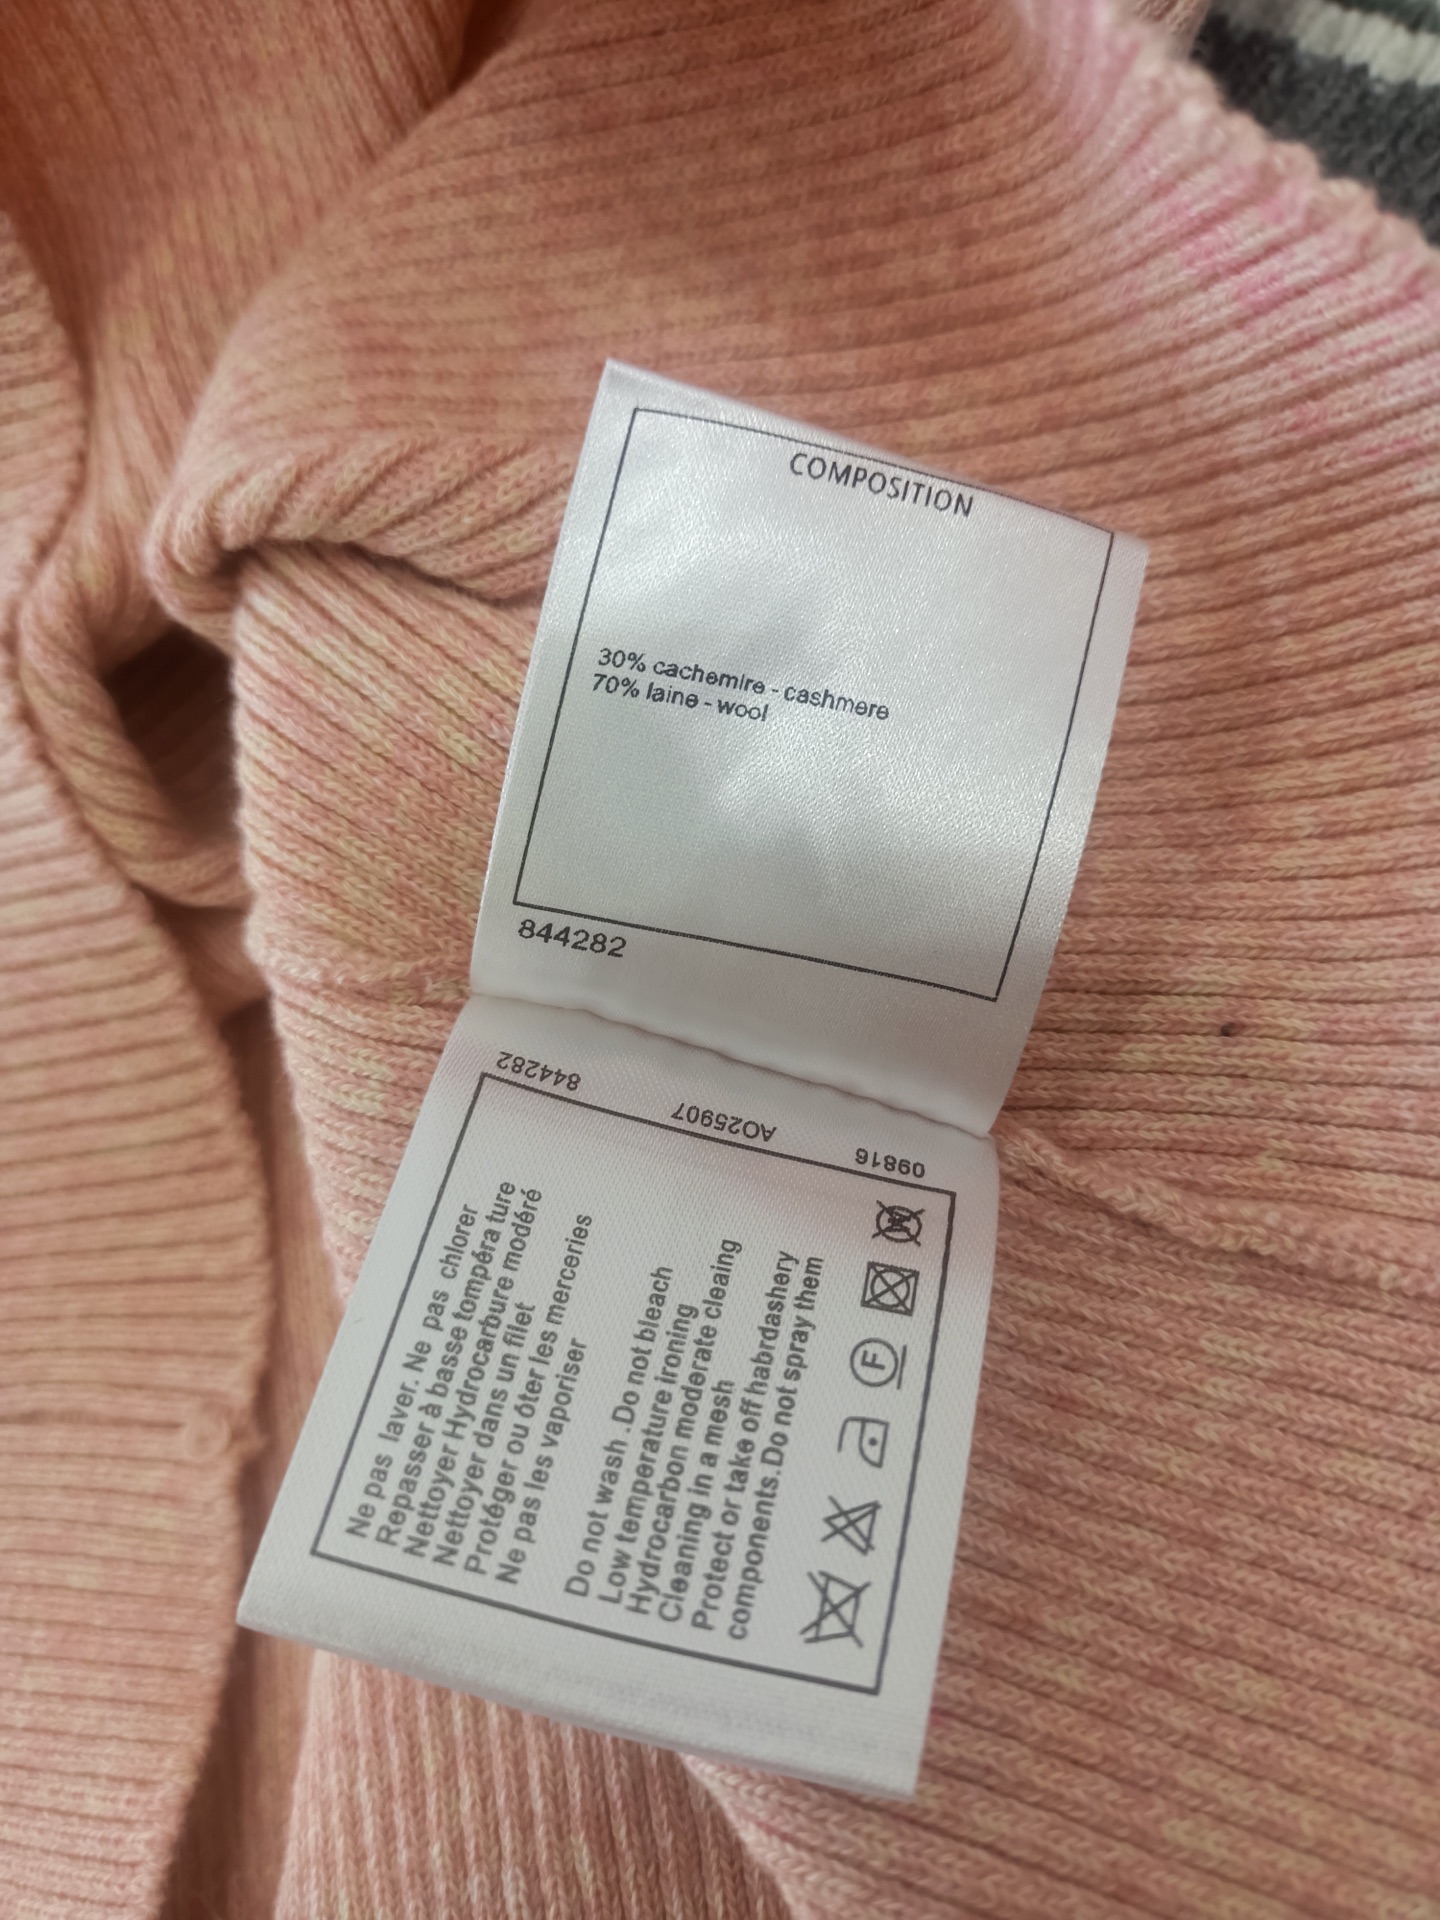 COMPOSITION
30% cachemire - cashmere
70% laine - wool
844282
844282
AO25907
09816
Ne pas laver. Ne pas chlorer
Repasser à basse tompéra ture
Nettoyer Hydrocarbure modéré
Nettoyer dans un filet
Protéger ou ôter les merceries
Ne pas les vaporiser
Do not wash .Do not bleach
Low temperature ironing
Hydrocarbon moderate cleaing
Cleaning in a mesh
Protect or take off habrdashery
components.Do not spray them
F